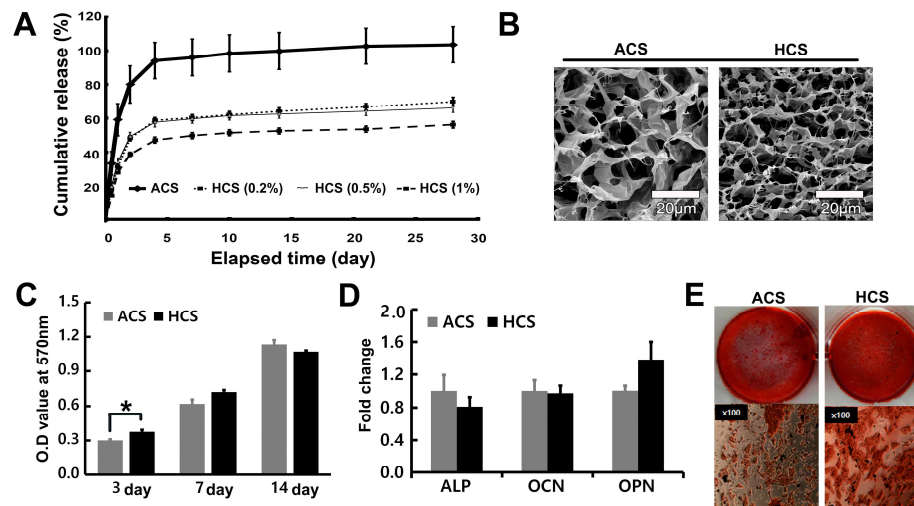 A
Cumulative release (%)
120
100
80
60
40
20
ACS
HCS (0.2%)
HCS (0.5%)
HCS (1%)
0
5
10
15
20
25
30
Elapsed time (day)
B
ACS
HCS
20μm
20μm
C
O.D value at 570nm
1.5
1.2
0.9
0.6
0.3
0.0
ACS
HCS
*
3 day
7 day
14 day
D
Fold change
2.0
1.6
1.2
0.8
0.4
0.0
ACS
HCS
ALP
OCN
OPN
E
ACS
HCS
x100
x100